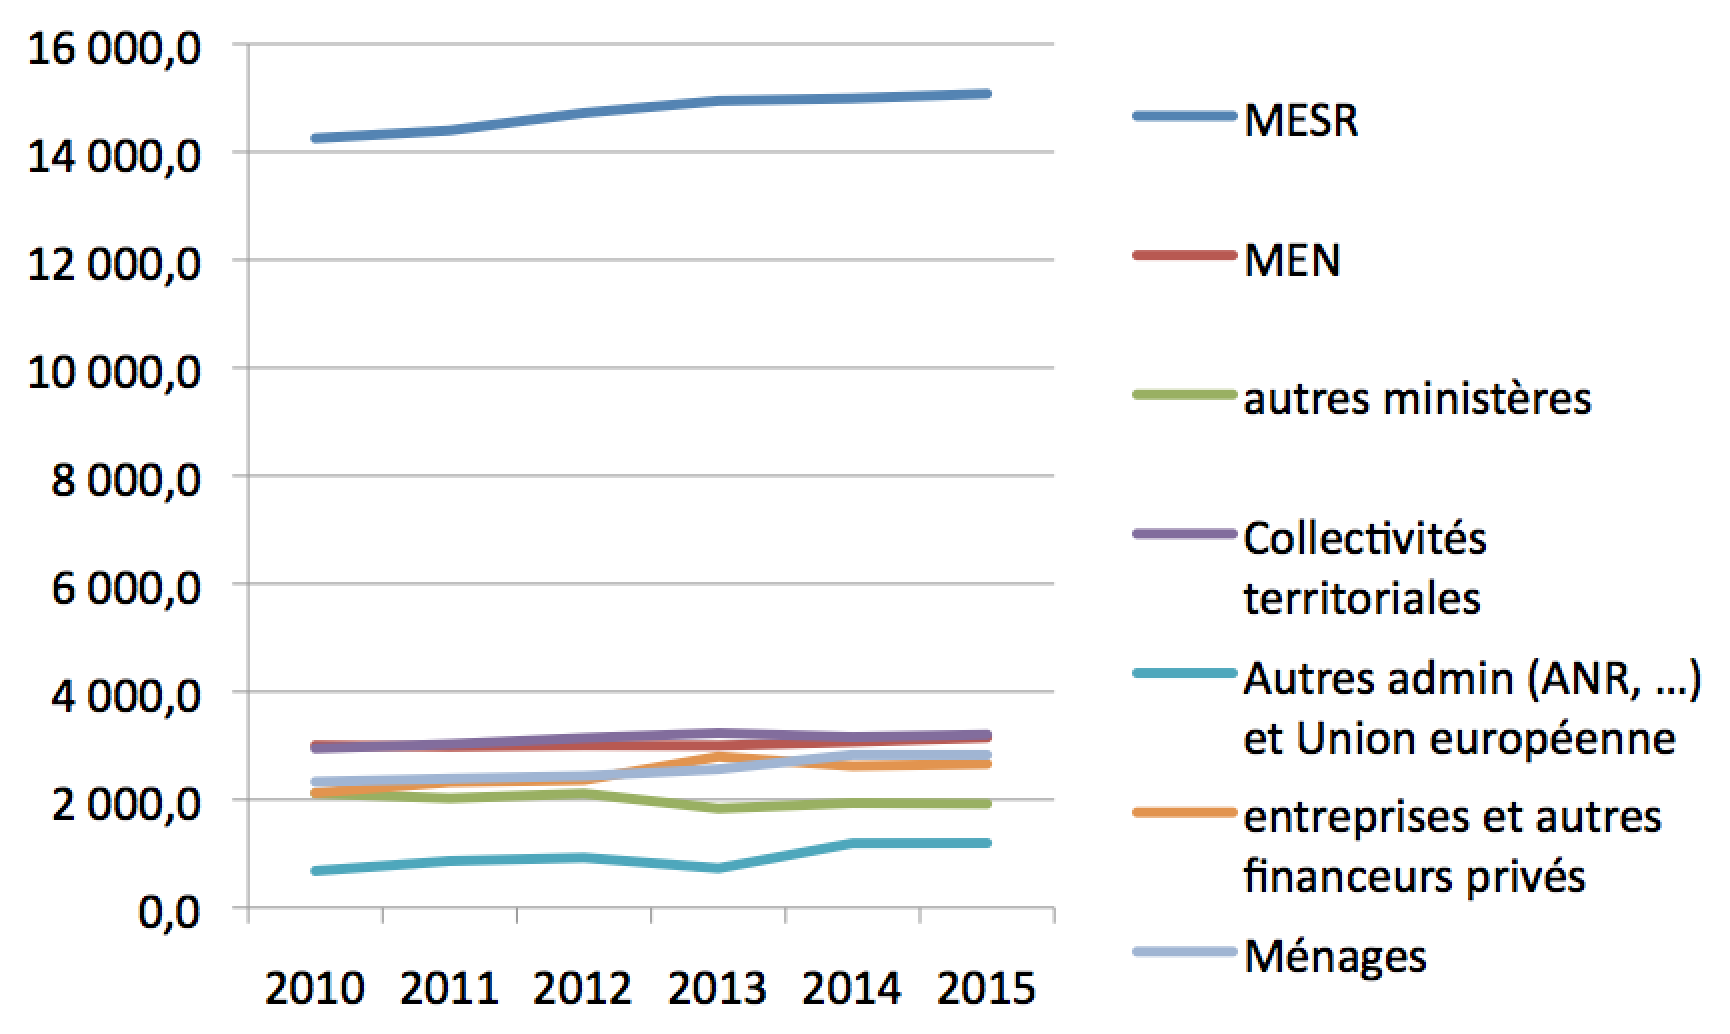 16 000,0
14 000,0
12 000,0
10 000,0
8 000,0
6 000,0
4 000,0
2 000,0
0,0
2010 2011 2012 2013 2014 2015
MESR
MEN
autres ministères
Collectivités
territoriales
Autres admin (ANR, ...)
et Union européenne
entreprises et autres
financeurs privés
Ménages